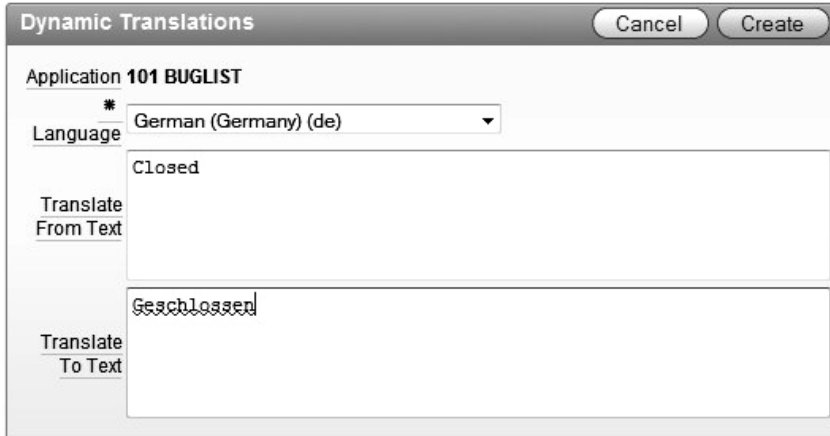 Dynamic Translations Cancel Create
Application 101 BUGLIST
*
Language German (Germany) (de)
Closed
Translate
From Text
Geschlossen
Translate
To Text